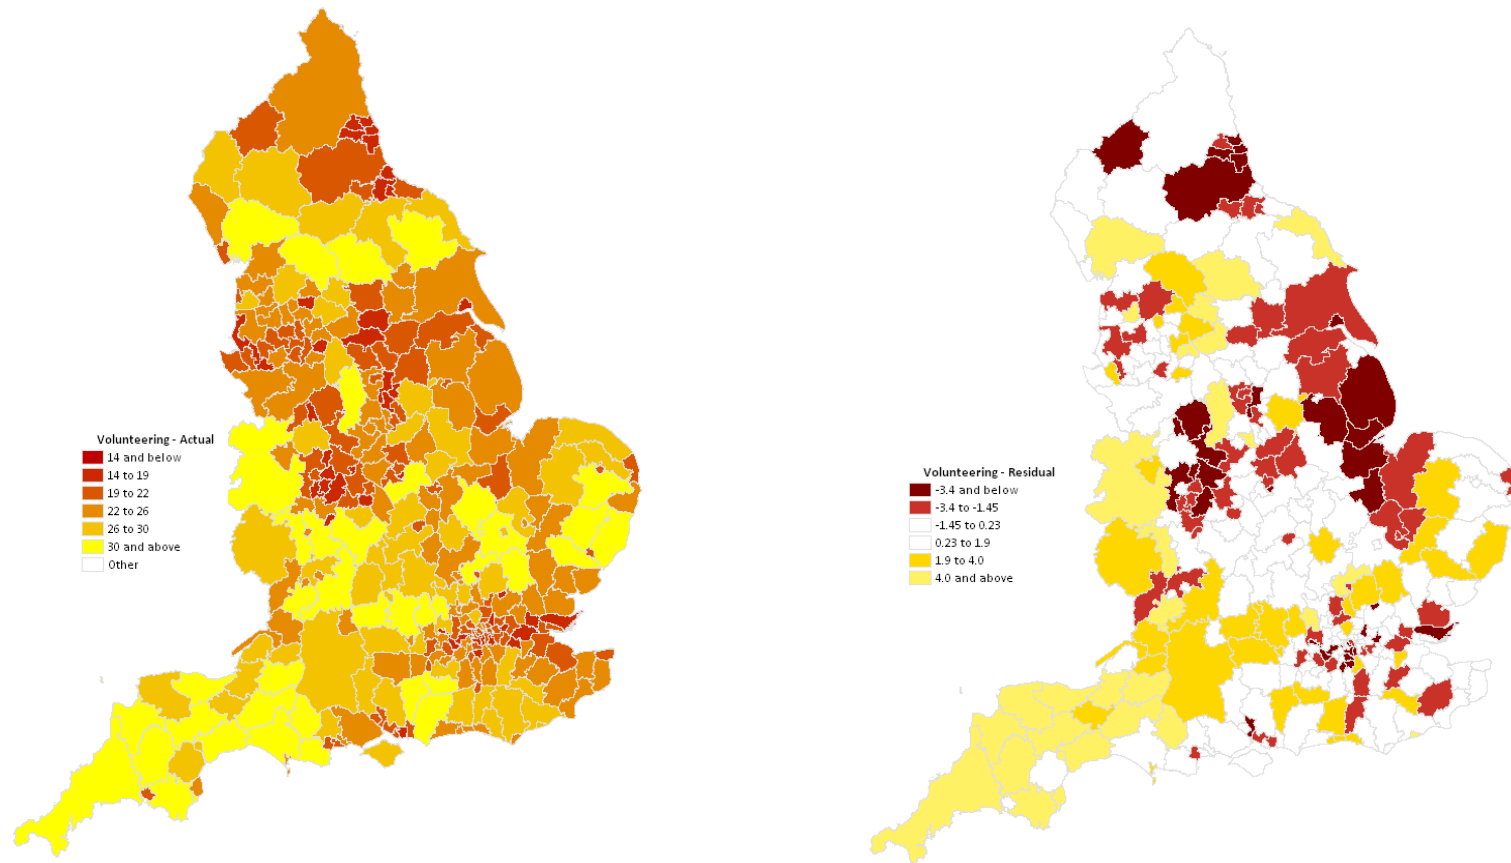 Volunteering - Actual
14 and below
14 to 19
19 to 22
22 to 26
26 to 30
30 and above
Other
Volunteering - Residual
-3.4 and below
-3.4 to -1.45
-1.45 to 0.23
0.23 to 1.9
1.9 to 4.0
4.0 and above